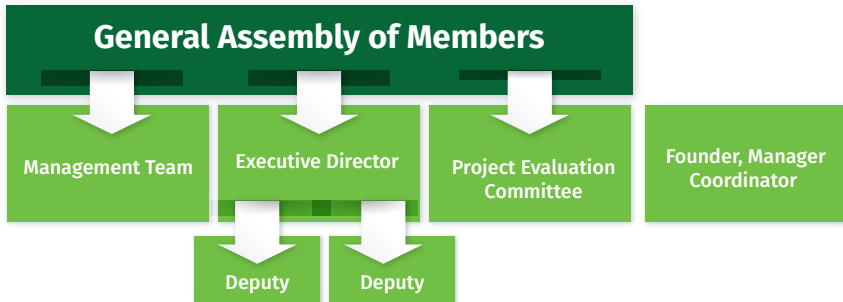 General Assembly of Members
Management Team
Executive Director
Project Evaluation
Committee
Founder, Manager
Coordinator
Deputy
Deputy